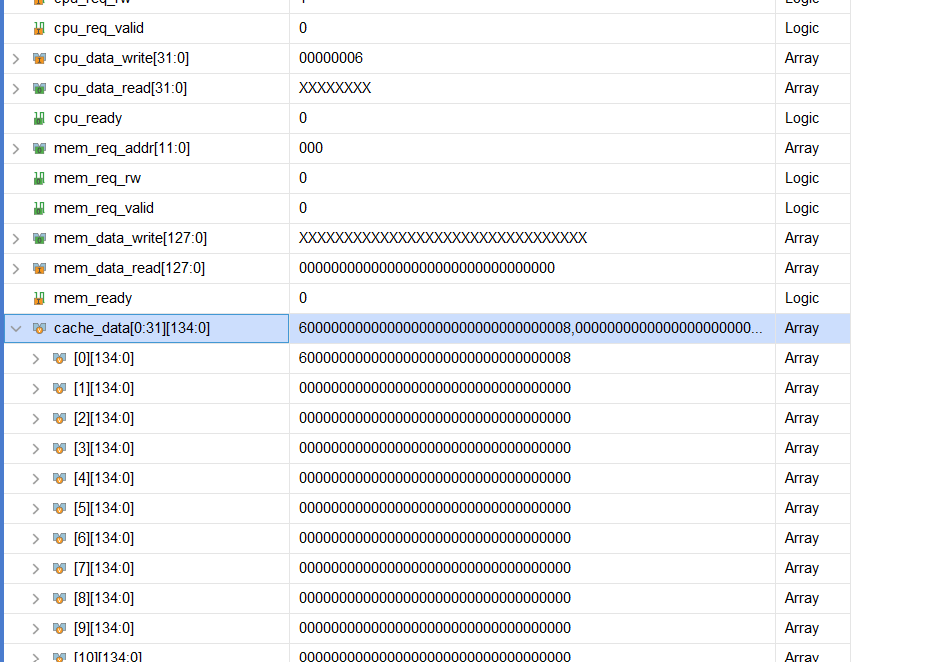 cpu_req_rw Logic
cpu_req_valid 0 Logic
cpu_data_write[31:0] 00000006 Array
cpu_data_read[31:0] XXXXXXXX Array
cpu_ready 0 Logic
mem_req_addr[11:0] 000 Array
mem_req_rw 0 Logic
mem_req_valid 0 Logic
mem_data_write[127:0] XXXXXXXXXXXXXXXXXXXXXXXXXXXXXXXX Array
mem_data_read[127:0] 00000000000000000000000000000000 Array
mem_ready 0 Logic
cache_data[0:31][134:0] 6000000000000000000000000000000008,0000000000000000000000... Array
[0][134:0] 6000000000000000000000000000000008 Array
[1][134:0] 0000000000000000000000000000000000 Array
[2][134:0] 0000000000000000000000000000000000 Array
[3][134:0] 0000000000000000000000000000000000 Array
[4][134:0] 0000000000000000000000000000000000 Array
[5][134:0] 0000000000000000000000000000000000 Array
[6][134:0] 0000000000000000000000000000000000 Array
[7][134:0] 0000000000000000000000000000000000 Array
[8][134:0] 0000000000000000000000000000000000 Array
[9][134:0] 0000000000000000000000000000000000 Array
[10][134:0] 0000000000000000000000000000000000 Array